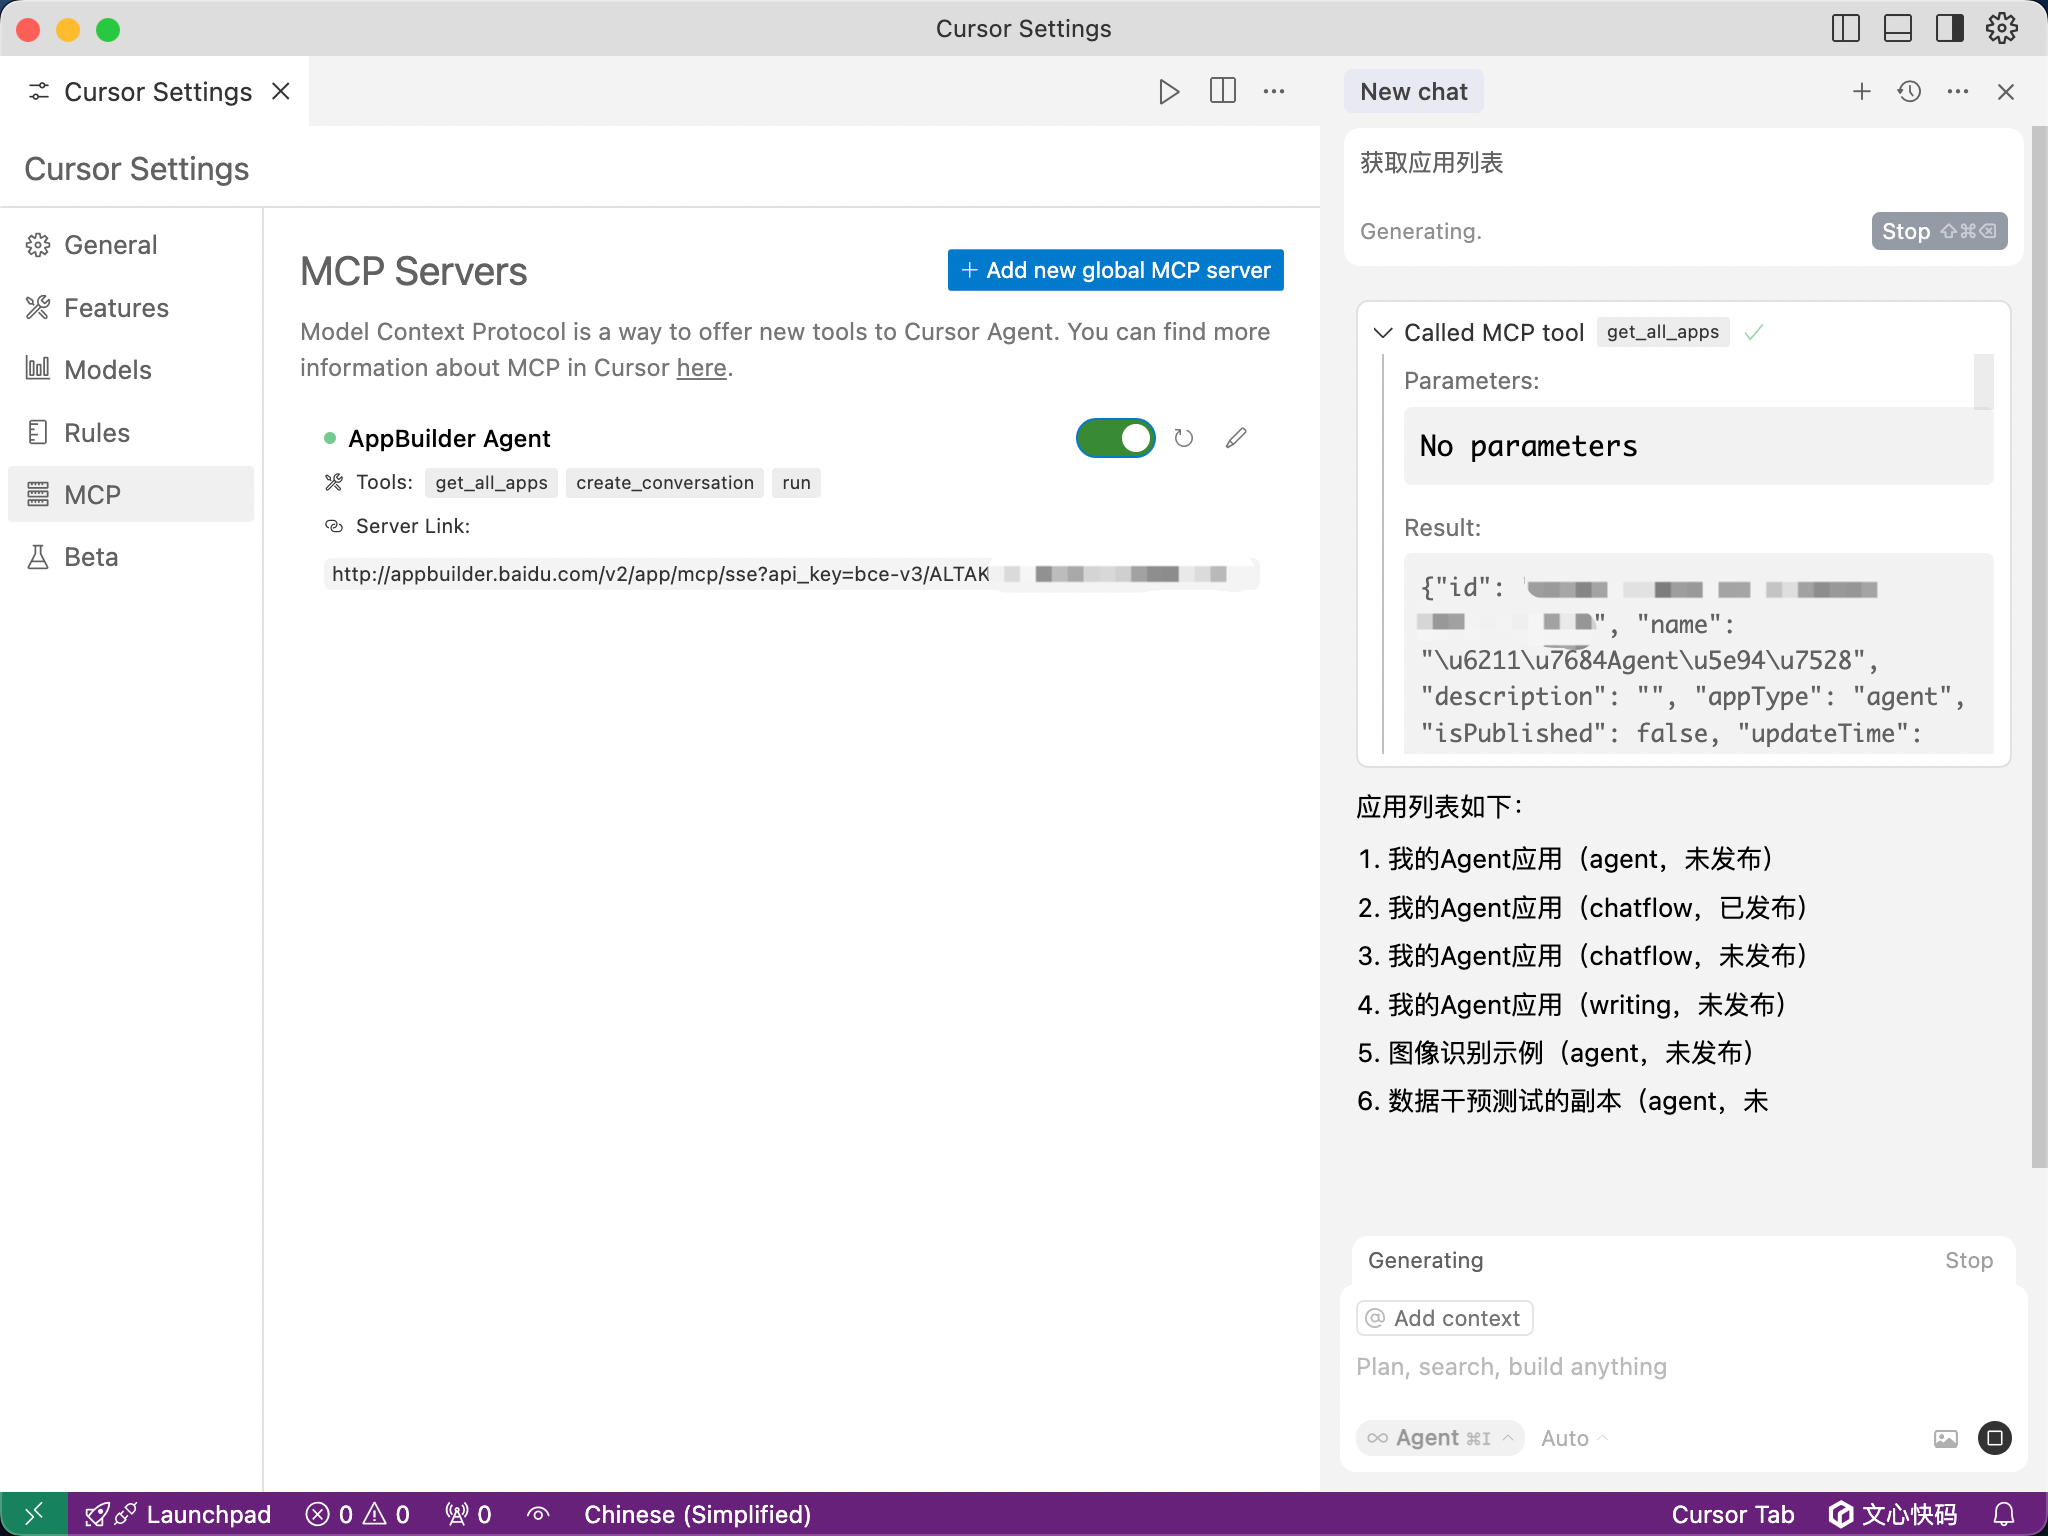 Cursor Settings
Cursor Settings
Cursor Settings
General
Features
Models
Rules
MCP
Beta
MCP Servers
+ Add new global MCP server
Model Context Protocol is a way to offer new tools to Cursor Agent. You can find more
information about MCP in Cursor here.
AppBuilder Agent
Tools: get_all_apps create_conversation run
Server Link:
http://appbuilder.baidu.com/v2/app/mcp/sse?api_key=bce-v3/ALTAK
New chat
获取应用列表
Generating.
Stop ⇧⌘⌫
Called MCP tool get_all_apps
Parameters:
No parameters
Result:
{"id": "
", "name":
"\u6211\u7684Agent\u5e94\u7528",
"description": "", "appType": "agent",
"isPublished": false, "updateTime":
应用列表如下：
1. 我的Agent应用（agent，未发布）
2. 我的Agent应用（chatflow，已发布）
3. 我的Agent应用（chatflow，未发布）
4. 我的Agent应用（writing，未发布）
5. 图像识别示例（agent，未发布）
6. 数据干预测试的副本（agent，未
Generating
Stop
@ Add context
Plan, search, build anything
∞ Agent ⌘I
Auto
Launchpad
0 0
0
Chinese (Simplified)
Cursor Tab
文心快码